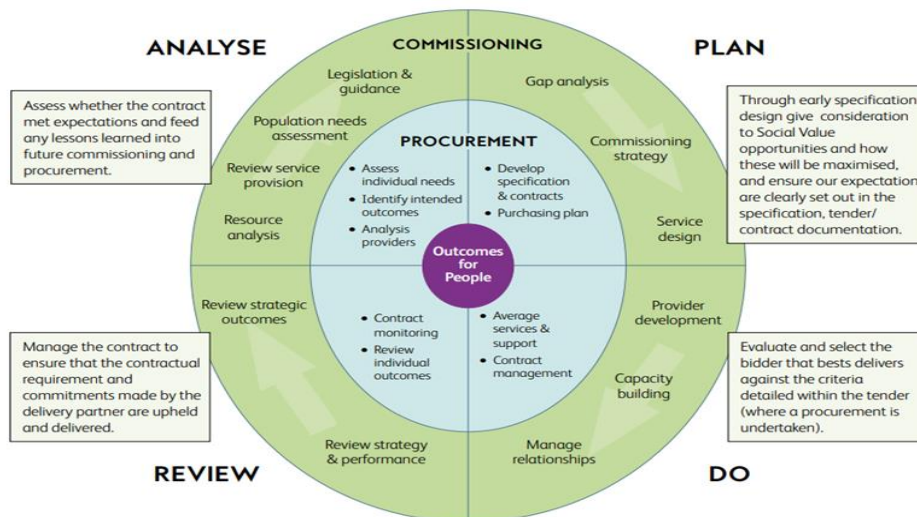 ANALYSE
COMMISSIONING
PLAN
Assess whether the contract
met expectations and feed
any lessons learned into
future commissioning and
procurement.
Legislation &
guidance
Population needs
assessment
Review service
provision
Resource
analysis
Gap analysis
Commissioning
strategy
Service
design
Through early specification
design give consideration
to Social Value
opportunities and how
these will be maximised,
and ensure our expectation
are clearly set out in the
specification, tender/
contract documentation.
PROCUREMENT
• Assess
individual needs
• Identify intended
outcomes
• Analysis
providers
• Develop
specification
& contracts
• Purchasing plan
Outcomes
for
People
• Contract
monitoring
• Review
individual
outcomes
• Average
services &
support
• Contract
management
Review strategic
outcomes
Review strategy
& performance
Provider
development
Capacity
building
Manage
relationships
Manage the contract to
ensure that the contractual
requirement and
commitments made by the
delivery partner are upheld
and delivered.
Evaluate and select the
bidder that bests delivers
against the criteria
detailed within the tender
(where a procurement is
undertaken).
REVIEW
DO